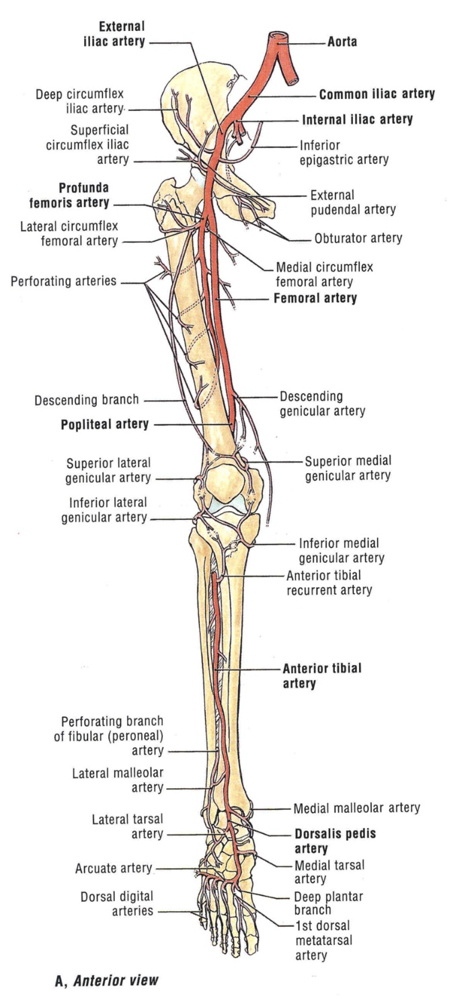 External
iliac artery
Aorta
Deep circumflex
iliac artery
Common iliac artery
Internal iliac artery
Superficial
circumflex iliac
artery
Inferior
epigastric artery
Profunda
femoris artery
External
pudendal artery
Lateral circumflex
femoral artery
Obturator artery
Medial circumflex
femoral artery
Perforating arteries
Femoral artery
Descending branch
Descending
genicular artery
Popliteal artery
Superior lateral
genicular artery
Superior medial
genicular artery
Inferior lateral
genicular artery
Inferior medial
genicular artery
Anterior tibial
recurrent artery
Anterior tibial
artery
Perforating branch
of fibular (peroneal)
artery
Lateral malleolar
artery
Medial malleolar artery
Lateral tarsal
artery
Dorsalis pedis
artery
Medial tarsal
artery
Arcuate artery
Dorsal digital
arteries
Deep plantar
branch
1st dorsal
metatarsal
artery
A, Anterior view